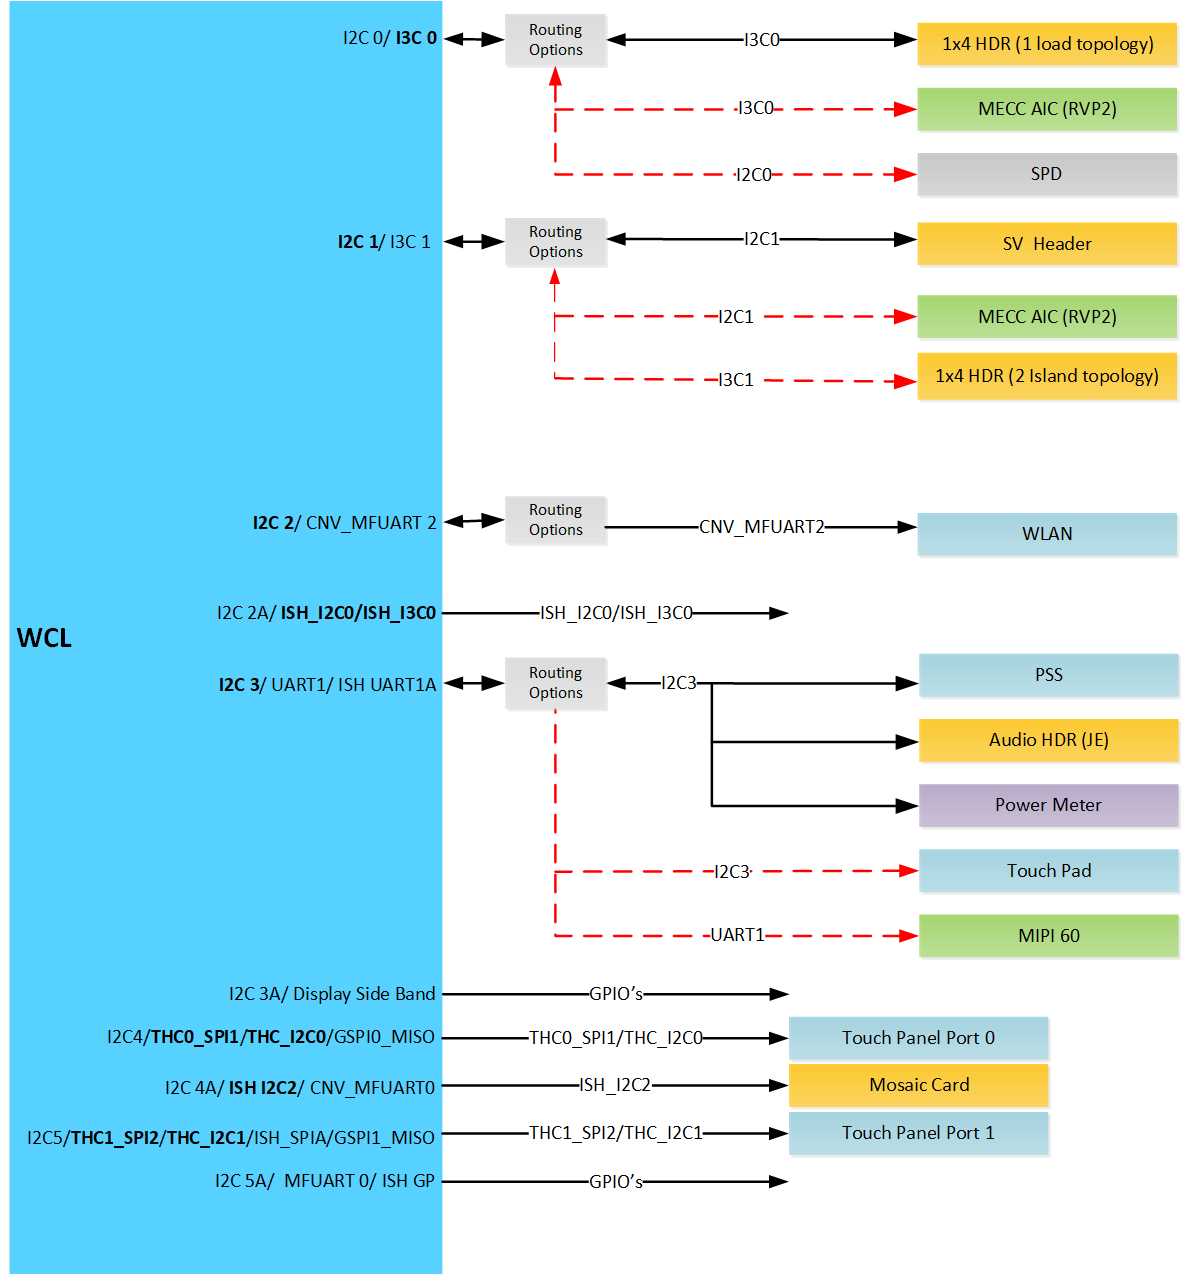 I2C 0/ I3C 0
Routing
Options
I3C0
1x4 HDR (1 load topology)
I3C0
MECC AIC (RVP2)
I2C0
SPD
I2C 1/ I3C 1
Routing
Options
I2C1
SV  Header
I2C1
MECC AIC (RVP2)
I3C1
1x4 HDR (2 Island topology)
I2C 2/ CNV_MFUART 2
Routing
Options
CNV_MFUART2
WLAN
I2C 2A/ ISH_I2C0/ISH_I3C0
ISH_I2C0/ISH_I3C0
WCL
I2C 3/ UART1/ ISH UART1A
Routing
Options
I2C3
PSS
Audio HDR (JE)
Power Meter
I2C3
Touch Pad
UART1
MIPI 60
I2C 3A/ Display Side Band
GPIO’s
I2C4/THC0_SPI1/THC_I2C0/GSPI0_MISO
THC0_SPI1/THC_I2C0
Touch Panel Port 0
I2C 4A/ ISH I2C2/ CNV_MFUART0
ISH_I2C2
Mosaic Card
I2C5/THC1_SPI2/THC_I2C1/ISH_SPIA/GSPI1_MISO
THC1_SPI2/THC_I2C1
Touch Panel Port 1
I2C 5A/  MFUART 0/ ISH GP
GPIO’s